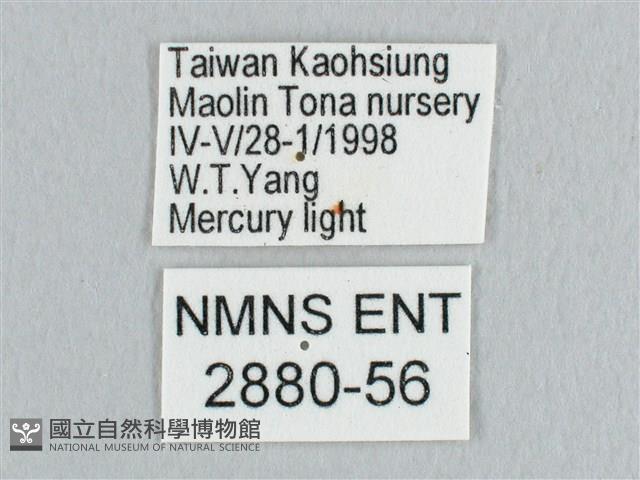 Taiwan Kaohsiung
Maolin Tona nursery
IV-V/28-1/1998
W.T.Yang
Mercury light
NMNS ENT
2880-56
國立自然科學博物館
NATIONAL MUSEUM OF NATURAL SCIENCE